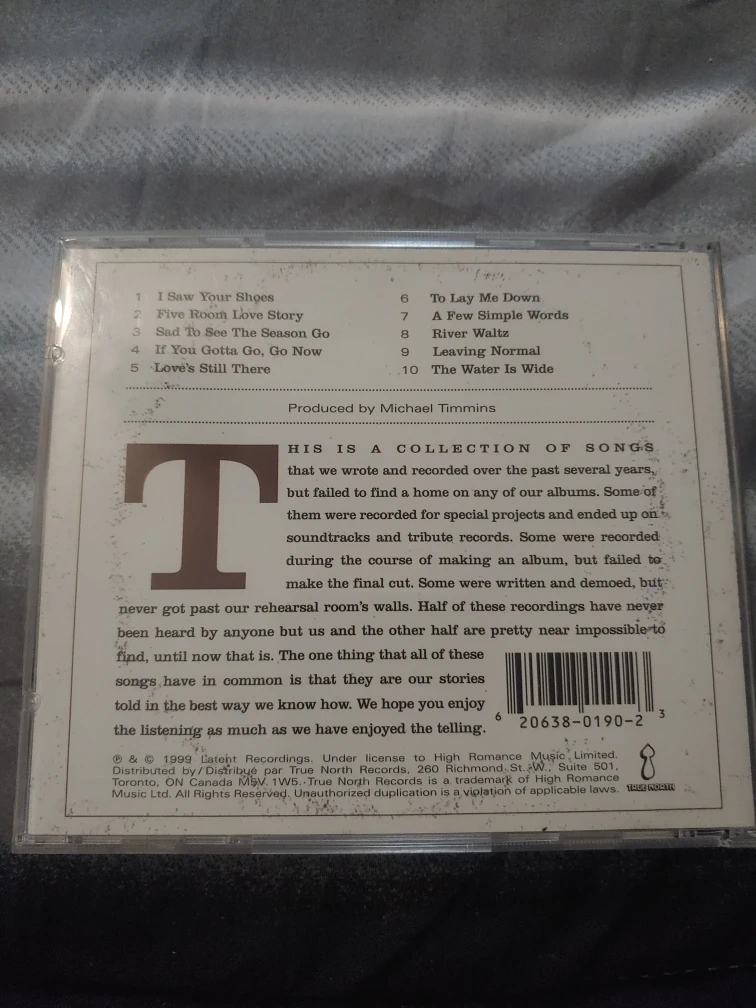 1 I Saw Your Shoes
2 Five Room Love Story
3 Sad To See The Season Go
4 If You Gotta Go, Go Now
5 Love's Still There
6 To Lay Me Down
7 A Few Simple Words
8 River Waltz
9 Leaving Normal
10 The Water Is Wide
Produced by Michael Timmins
THIS IS A COLLECTION OF SONGS
that we wrote and recorded over the past several years,
but failed to find a home on any of our albums. Some of
them were recorded for special projects and ended up on
soundtracks and tribute records. Some were recorded
during the course of making an album, but failed to
make the final cut. Some were written and demoed, but
never got past our rehearsal room's walls. Half of these recordings have never
been heard by anyone but us and the other half are pretty near impossible to
find, until now that is. The one thing that all of these
songs have in common is that they are our stories
told in the best way we know how. We hope you enjoy
the listening as much as we have enjoyed the telling.
6 20638-0190-2 3
℗ & © 1999 Latent Recordings. Under license to High Romance Music Limited.
Distributed by/Distribué par True North Records, 260 Richmond St. W., Suite 501,
Toronto, ON Canada M5V 1W5. True North Records is a trademark of High Romance
Music Ltd. All Rights Reserved. Unauthorized duplication is a violation of applicable laws.
TRUE NORTH